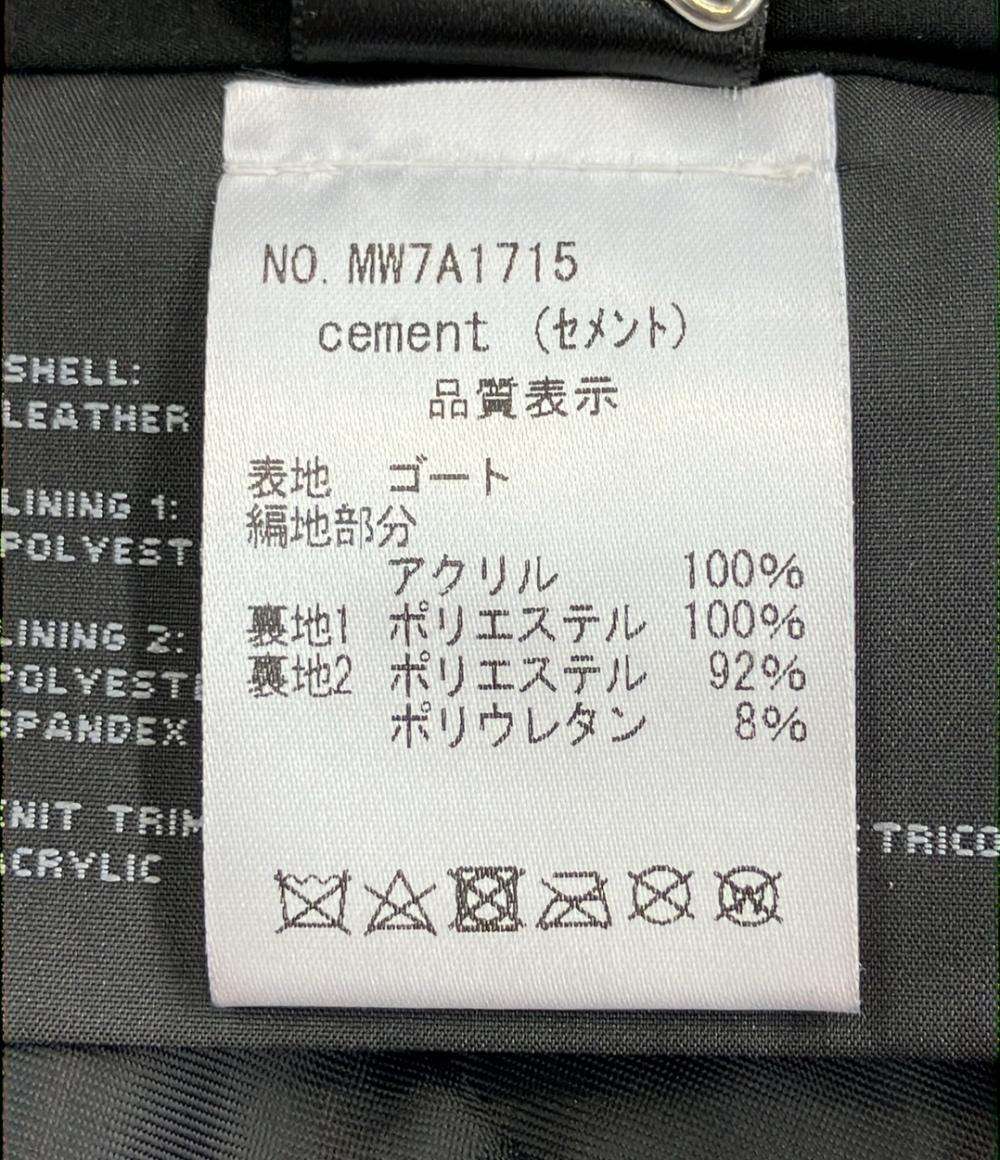 NO. MW7A1715
cement (セメント)
品質表示
表地 ゴート
編地部分
アクリル 100%
裏地1 ポリエステル 100%
裏地2 ポリエステル 92%
ポリウレタン 8%
SHELL:
LEATHER
LINING 1:
POLYEST
LINING 2:
POLYEST
SPANDEX
NIT TRIM
ACRYLIC
TRICO